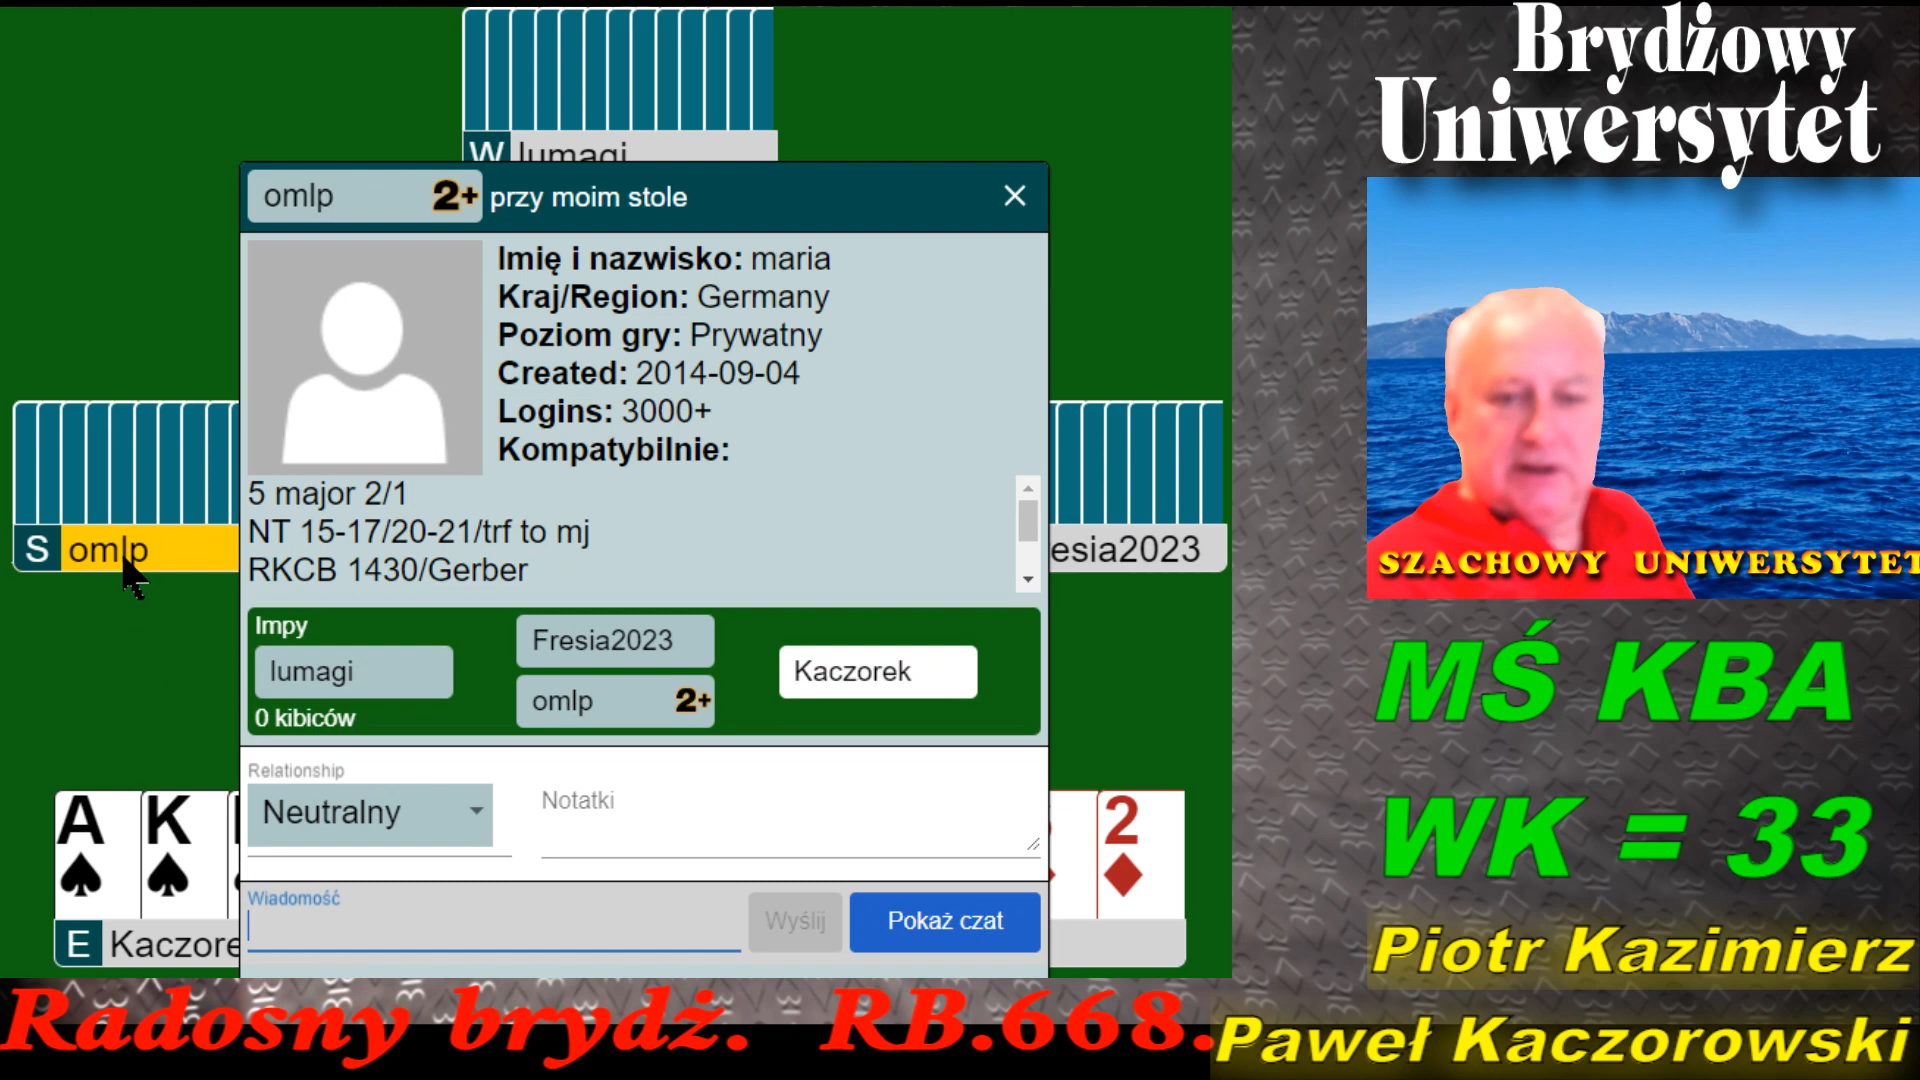 Brydżowy
Uniwersytet
W lumagi
omlp 2+ przy moim stole
Imię i nazwisko: maria
Kraj/Region: Germany
Poziom gry: Prywatny
Created: 2014-09-04
Logins: 3000+
Kompatybilnie:
5 major 2/1
NT 15-17/20-21/trf to mj
RKCB 1430/Gerber
S omlp
esia2023
SZACHOWY UNIWERSYTET
Impy
lumagi
0 kibiców
Fresia2023
omlp 2+
Kaczorek
Relationship
Neutralny
Notatki
A K
2
Wiadomość
Wyślij
Pokaż czat
E Kaczore
MŚ KBA
WK = 33
Piotr Kazimierz
Paweł Kaczorowski
Radosny brydż. RB.668.